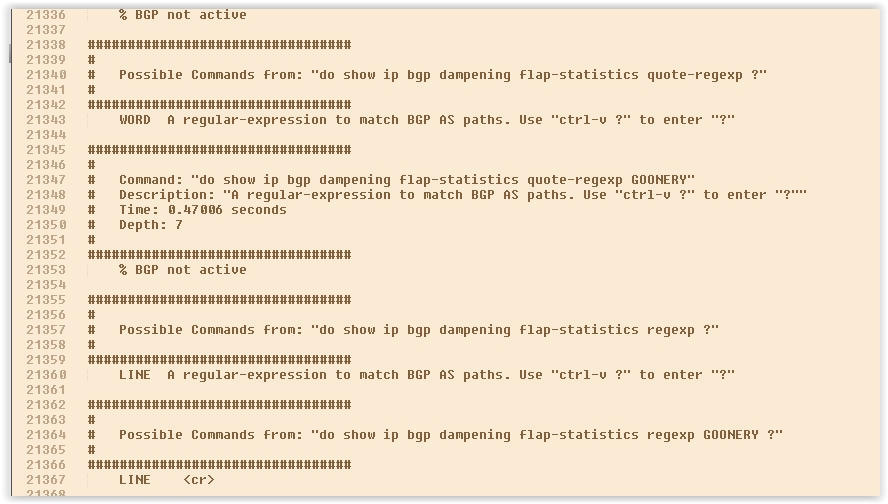 21336 % BGP not active
21337
21338 #################################
21339 #
21340 # Possible Commands from: "do show ip bgp dampening flap-statistics quote-regexp ?"
21341 #
21342 #################################
21343 WORD A regular-expression to match BGP AS paths. Use "ctrl-v ?" to enter "?"
21344
21345 #################################
21346 #
21347 # Command: "do show ip bgp dampening flap-statistics quote-regexp GOONERY"
21348 # Description: "A regular-expression to match BGP AS paths. Use "ctrl-v ?" to enter "?""
21349 # Time: 0.47006 seconds
21350 # Depth: 7
21351 #
21352 #################################
21353 % BGP not active
21354
21355 #################################
21356 #
21357 # Possible Commands from: "do show ip bgp dampening flap-statistics regexp ?"
21358 #
21359 #################################
21360 LINE A regular-expression to match BGP AS paths. Use "ctrl-v ?" to enter "?"
21361
21362 #################################
21363 #
21364 # Possible Commands from: "do show ip bgp dampening flap-statistics regexp GOONERY ?"
21365 #
21366 #################################
21367 LINE <cr>
21368